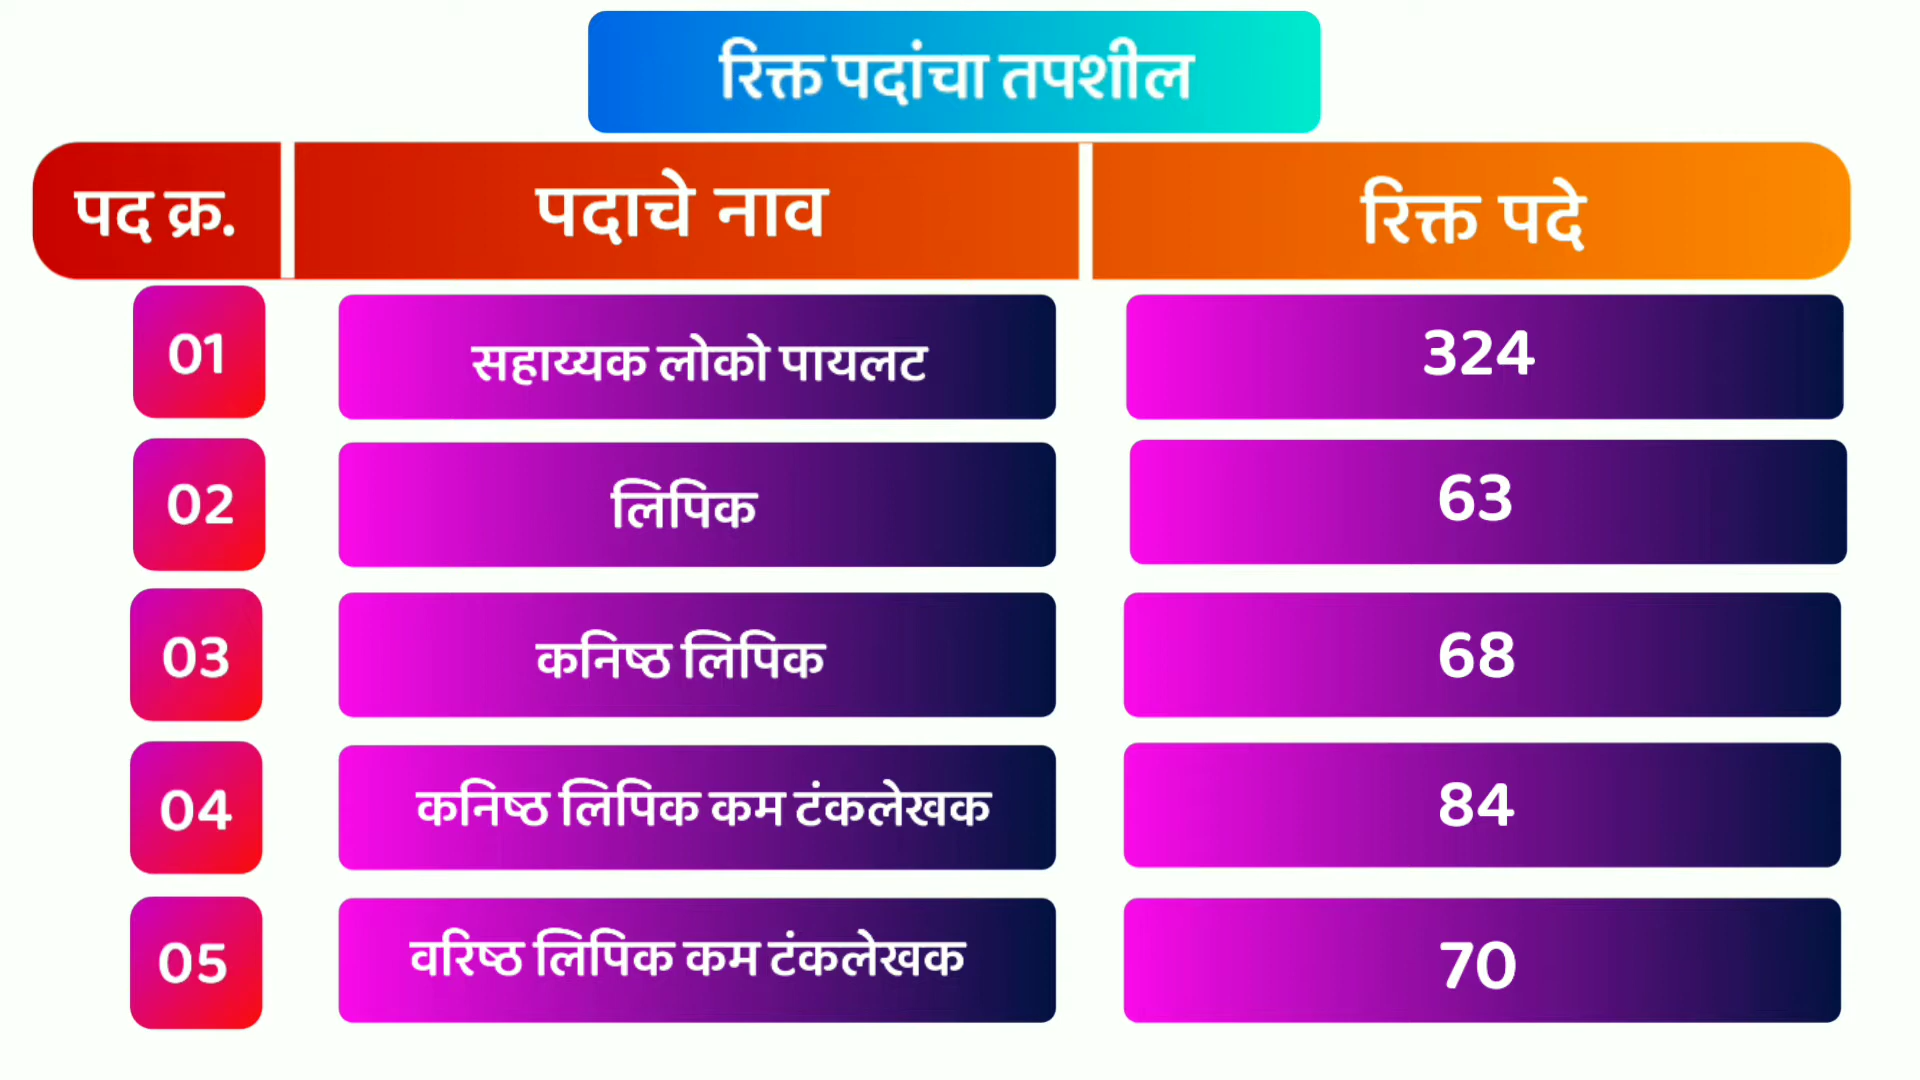 रिक्त पदांचा तपशील
पद क्र. पदाचे नाव रिक्त पदे
01 सहाय्यक लोको पायलट 324
02 लिपिक 63
03 कनिष्ठ लिपिक 68
04 कनिष्ठ लिपिक कम टंकलेखक 84
05 वरिष्ठ लिपिक कम टंकलेखक 70